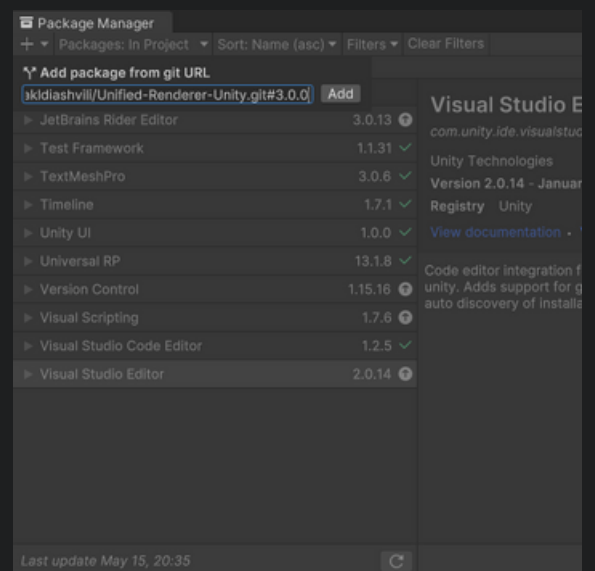 Package Manager
+ Packages: In Project Sort: Name (asc) Filters Clear Filters
Add package from git URL
kldiashvili/Unified-Renderer-Unity.git#3.0.0 Add
JetBrains Rider Editor 3.0.13
Test Framework 1.1.31
TextMeshPro 3.0.6
Timeline 1.7.1
Unity UI 1.0.0
Universal RP 13.1.8
Version Control 1.15.16
Visual Scripting 1.7.6
Visual Studio Code Editor 1.2.5
Visual Studio Editor 2.0.14
Last update May 15, 20:35
Visual Studio E
com.unity.ide.visualstud
Unity Technologies
Version 2.0.14 - Januar
Registry Unity
View documentation
Code editor integration f
unity. Adds support for g
auto discovery of installa